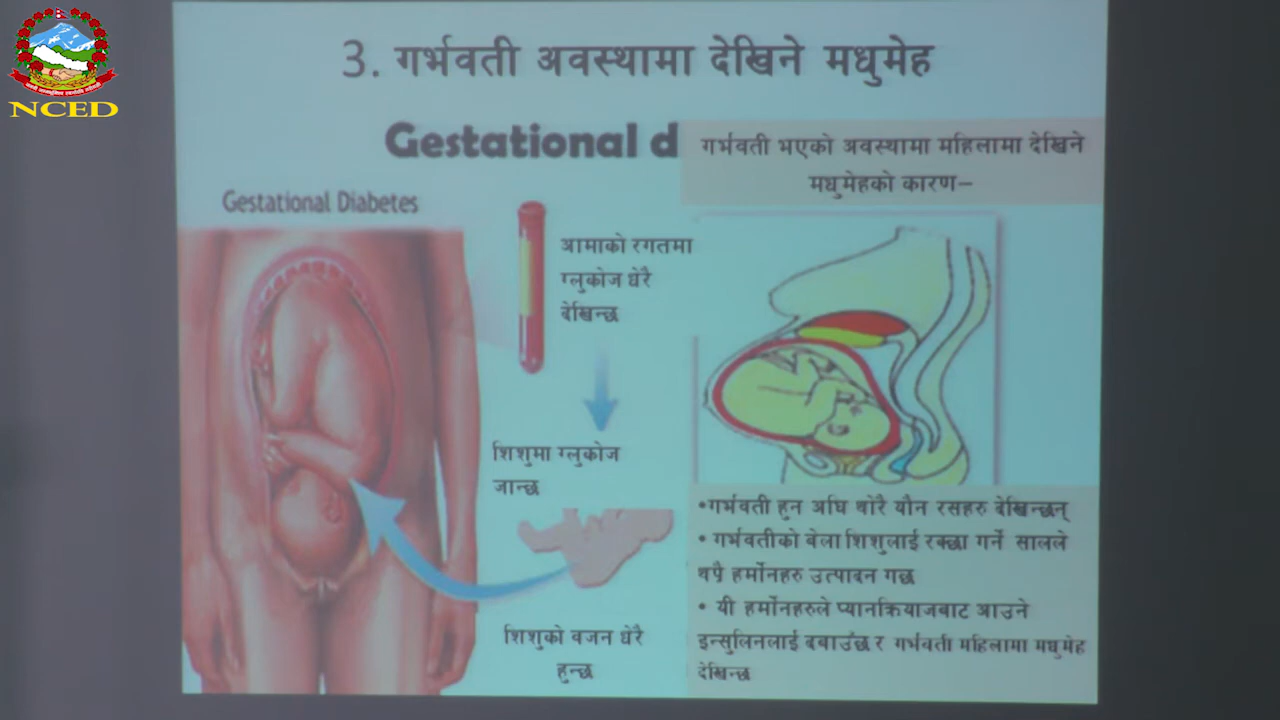 NCED
3. गर्भवती अवस्थामा देखिने मधुमेह
Gestational d
गर्भवती भएको अवस्थामा महिलामा देखिने
मधुमेहको कारण–
Gestational Diabetes
आमाको रगतमा
ग्लुकोज धेरै
देखिन्छ
शिशुमा ग्लुकोज
जान्छ
शिशुको वजन धेरै
हुन्छ
•गर्भवती हुन अघि थोरै यौन रसहरु देखिन्छन्
• गर्भवतीको बेला शिशुलाई रक्छा गर्ने सालले
थप्रै हर्मोनहरु उत्पादन गछ
• यी हर्मोनहरुले प्यानक्रियाजबाट आउने
इन्सुलिनलाई दबाउँछ र गर्भवती महिलामा मधुमेह
देखिन्छ